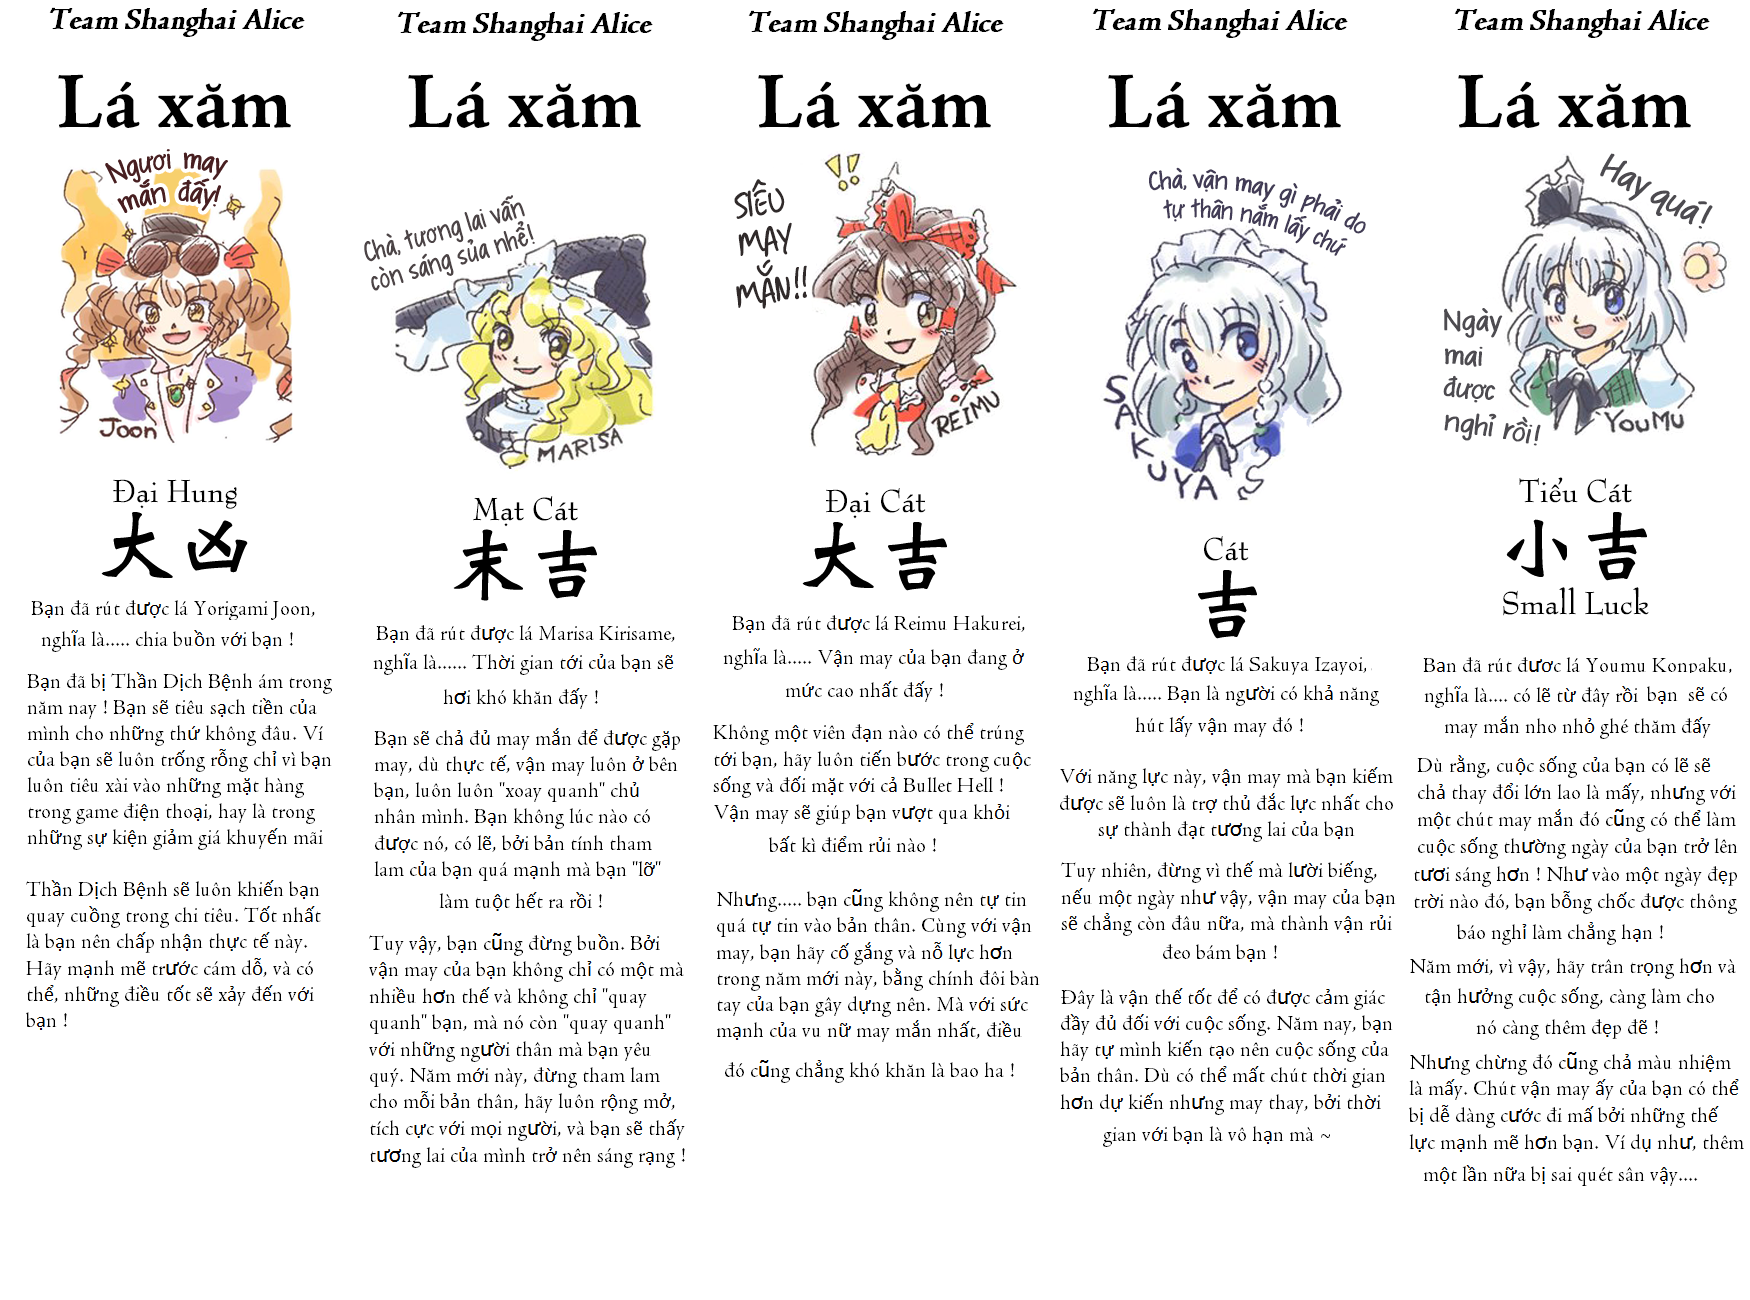 Team Shanghai Alice
Lá xăm
Ngươi may
mắn đấy!
Joon
Đại Hung
大凶
Bạn đã rút được lá Yorigami Joon,
nghĩa là..... chia buồn với bạn !
Bạn đã bị Thần Dịch Bệnh ám trong
năm nay ! Bạn sẽ tiêu sạch tiền của
mình cho những thứ không đâu. Ví
của bạn sẽ luôn trống rỗng chỉ vì bạn
luôn tiêu xài vào những mặt hàng
trong game điện thoại, hay là trong
những sự kiện giảm giá khuyến mãi
Thần Dịch Bệnh sẽ luôn khiến bạn
quay cuồng trong chi tiêu. Tốt nhất
là bạn nên chấp nhận thực tế này.
Hãy mạnh mẽ trước cám dỗ, và có
thể, những điều tốt sẽ xảy đến với
bạn !
Team Shanghai Alice
Lá xăm
Chà, tương lai vẫn
còn sáng sủa nhể!
MARISA
Mạt Cát
末吉
Bạn đã rút được lá Marisa Kirisame,
nghĩa là...... Thời gian tới của bạn sẽ
hơi khó khăn đấy !
Bạn sẽ chả đủ may mắn để được gặp
may, dù thực tế, vận may luôn ở bên
bạn, luôn luôn "xoay quanh" chủ
nhân mình. Bạn không lúc nào có
được nó, có lẽ, bởi bản tính tham
lam của bạn quá mạnh mà bạn "lỡ"
làm tuột hết ra rồi !
Tuy vậy, bạn cũng đừng buồn. Bởi
vận may của bạn không chỉ có một mà
nhiều hơn thế và không chỉ "quay
quanh" bạn, mà nó còn "quay quanh"
với những người thân mà bạn yêu
quý. Năm mới này, đừng tham lam
cho mỗi bản thân, hãy luôn rộng mở,
tích cực với mọi người, và bạn sẽ thấy
tương lai của mình trở nên sáng rạng !
Team Shanghai Alice
Lá xăm
!!
SIÊU
MAY
MẮN!!
REIMU
Đại Cát
大吉
Bạn đã rút được lá Reimu Hakurei,
nghĩa là..... Vận may của bạn đang ở
mức cao nhất đấy !
Không một viên đạn nào có thể trúng
tới bạn, hãy luôn tiến bước trong cuộc
sống và đối mặt với cả Bullet Hell !
Vận may sẽ giúp bạn vượt qua khỏi
bất kì điểm rủi nào !
Nhưng..... bạn cũng không nên tự tin
quá tự tin vào bản thân. Cùng với vận
may, bạn hãy cố gắng và nỗ lực hơn
trong năm mới này, bằng chính đôi bàn
tay của bạn gây dựng nên. Mà với sức
mạnh của vu nữ may mắn nhất, điều
đó cũng chẳng khó khăn là bao ha !
Team Shanghai Alice
Lá xăm
Chà, vận may gì phải do
tự thân nắm lấy chứ
SAKUYA S
Cát
吉
Bạn đã rút được lá Sakuya Izayoi,
nghĩa là..... Bạn là người có khả năng
hút lấy vận may đó !
Với năng lực này, vận may mà bạn kiếm
được sẽ luôn là trợ thủ đắc lực nhất cho
sự thành đạt tương lai của bạn
Tuy nhiên, đừng vì thế mà lười biếng,
nếu một ngày như vậy, vận may của bạn
sẽ chẳng còn đâu nữa, mà thành vận rủi
đeo bám bạn !
Đây là vận thế tốt để có được cảm giác
đầy đủ đối với cuộc sống. Năm nay, bạn
hãy tự mình kiến tạo nên cuộc sống của
bản thân. Dù có thể mất chút thời gian
hơn dự kiến nhưng may thay, bởi thời
gian với bạn là vô hạn mà ~
Team Shanghai Alice
Lá xăm
Hay quá!
Ngày
mai
được
nghỉ rồi!
YOUMU
Tiểu Cát
小吉
Small Luck
Bạn đã rút được lá Youmu Konpaku,
nghĩa là.... có lẽ từ đây rồi bạn sẽ có
may mắn nho nhỏ ghé thăm đấy
Dù rằng, cuộc sống của bạn có lẽ sẽ
chả thay đổi lớn lao là mấy, nhưng với
một chút may mắn đó cũng có thể làm
cuộc sống thường ngày của bạn trở lên
tươi sáng hơn ! Như vào một ngày đẹp
trời nào đó, bạn bỗng chốc được thông
báo nghỉ làm chẳng hạn !
Năm mới, vì vậy, hãy trân trọng hơn và
tận hưởng cuộc sống, càng làm cho
nó càng thêm đẹp đẽ !
Nhưng chừng đó cũng chả màu nhiệm
là mấy. Chút vận may ấy của bạn có thể
bị dễ dàng cước đi mấ bởi những thế
lực mạnh mẽ hơn bạn. Ví dụ như, thêm
một lần nữa bị sai quét sân vậy....